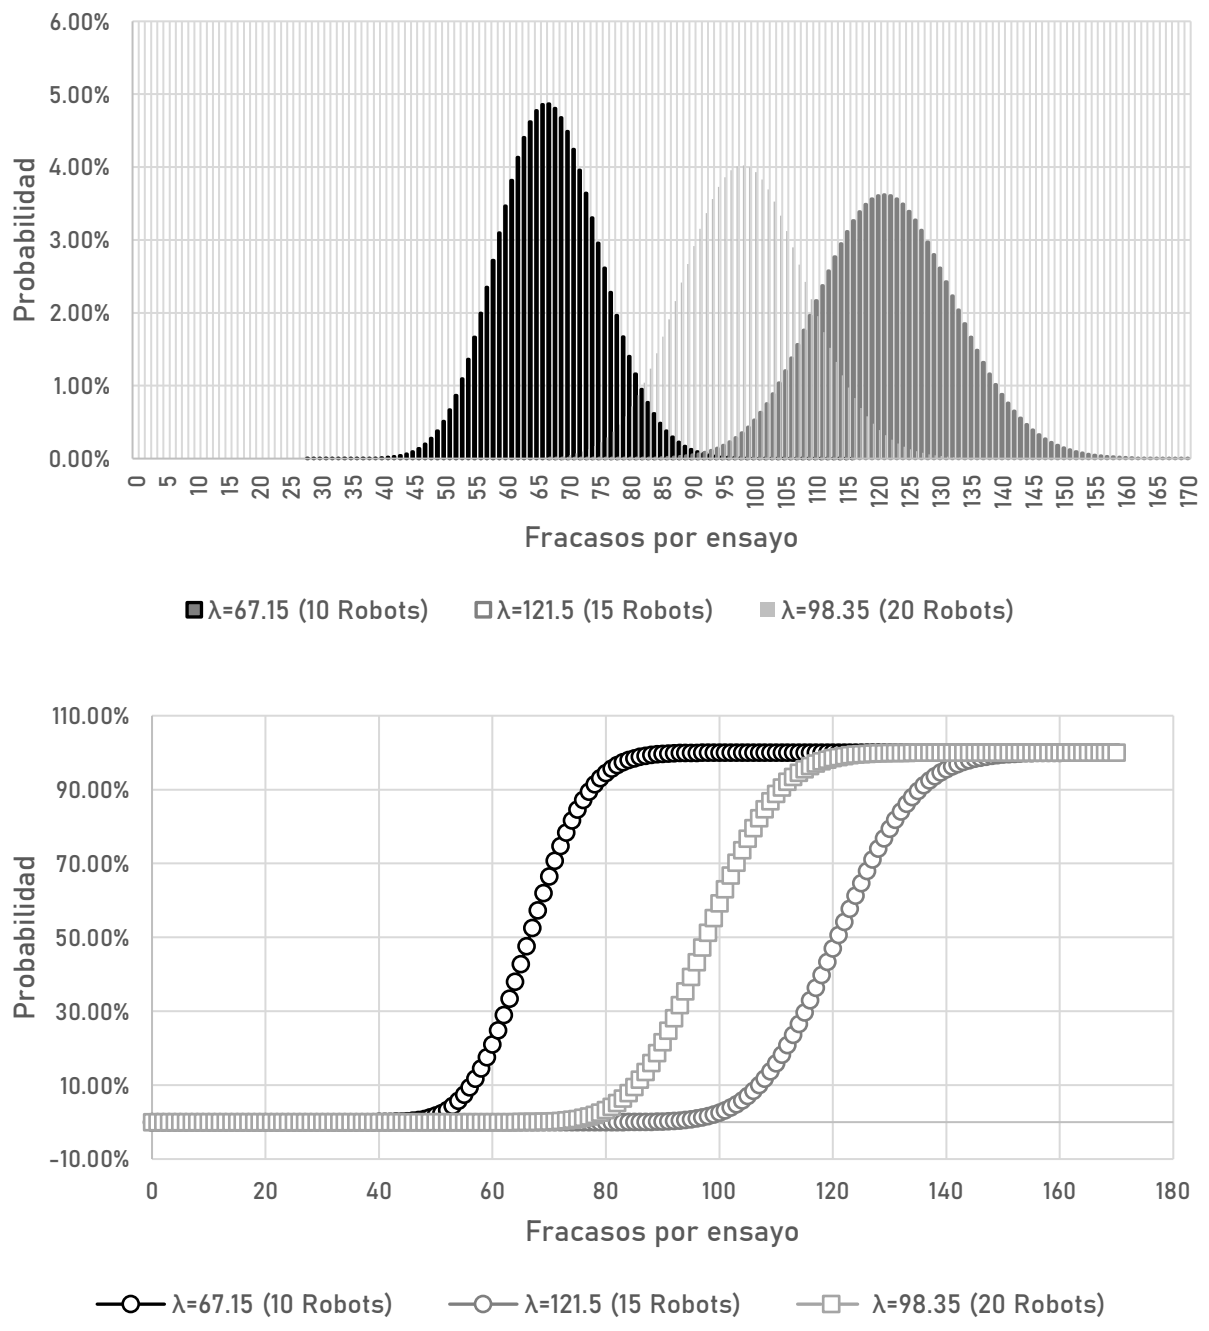 6.00%
5.00%
4.00%
3.00%
2.00%
1.00%
0.00%
Probabilidad
0 5 10 15 20 25 30 35 40 45 50 55 60 65 70 75 80 85 90 95 100 105 110 115 120 125 130 135 140 145 150 155 160 165 170
Fracasos por ensayo
λ=67.15 (10 Robots) λ=121.5 (15 Robots) λ=98.35 (20 Robots)
110.00%
90.00%
70.00%
50.00%
30.00%
10.00%
-10.00%
Probabilidad
0 20 40 60 80 100 120 140 160 180
Fracasos por ensayo
λ=67.15 (10 Robots) λ=121.5 (15 Robots) λ=98.35 (20 Robots)